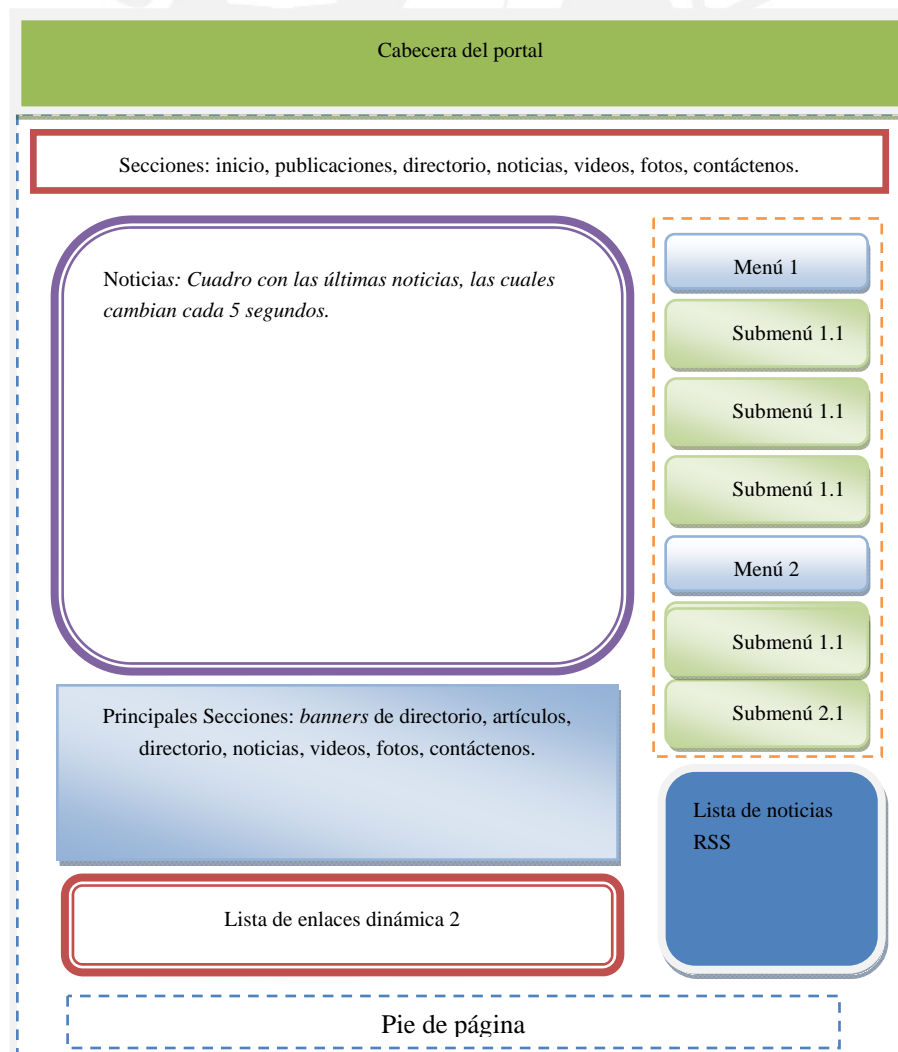 Cabecera del portal
Secciones: inicio, publicaciones, directorio, noticias, videos, fotos, contáctenos.
Noticias: Cuadro con las últimas noticias, las cuales
cambian cada 5 segundos.
Principales Secciones: banners de directorio, artículos,
directorio, noticias, videos, fotos, contáctenos.
Lista de enlaces dinámica 2
Menú 1
Submenú 1.1
Submenú 1.1
Submenú 1.1
Menú 2
Submenú 1.1
Submenú 2.1
Lista de noticias
RSS
Pie de página